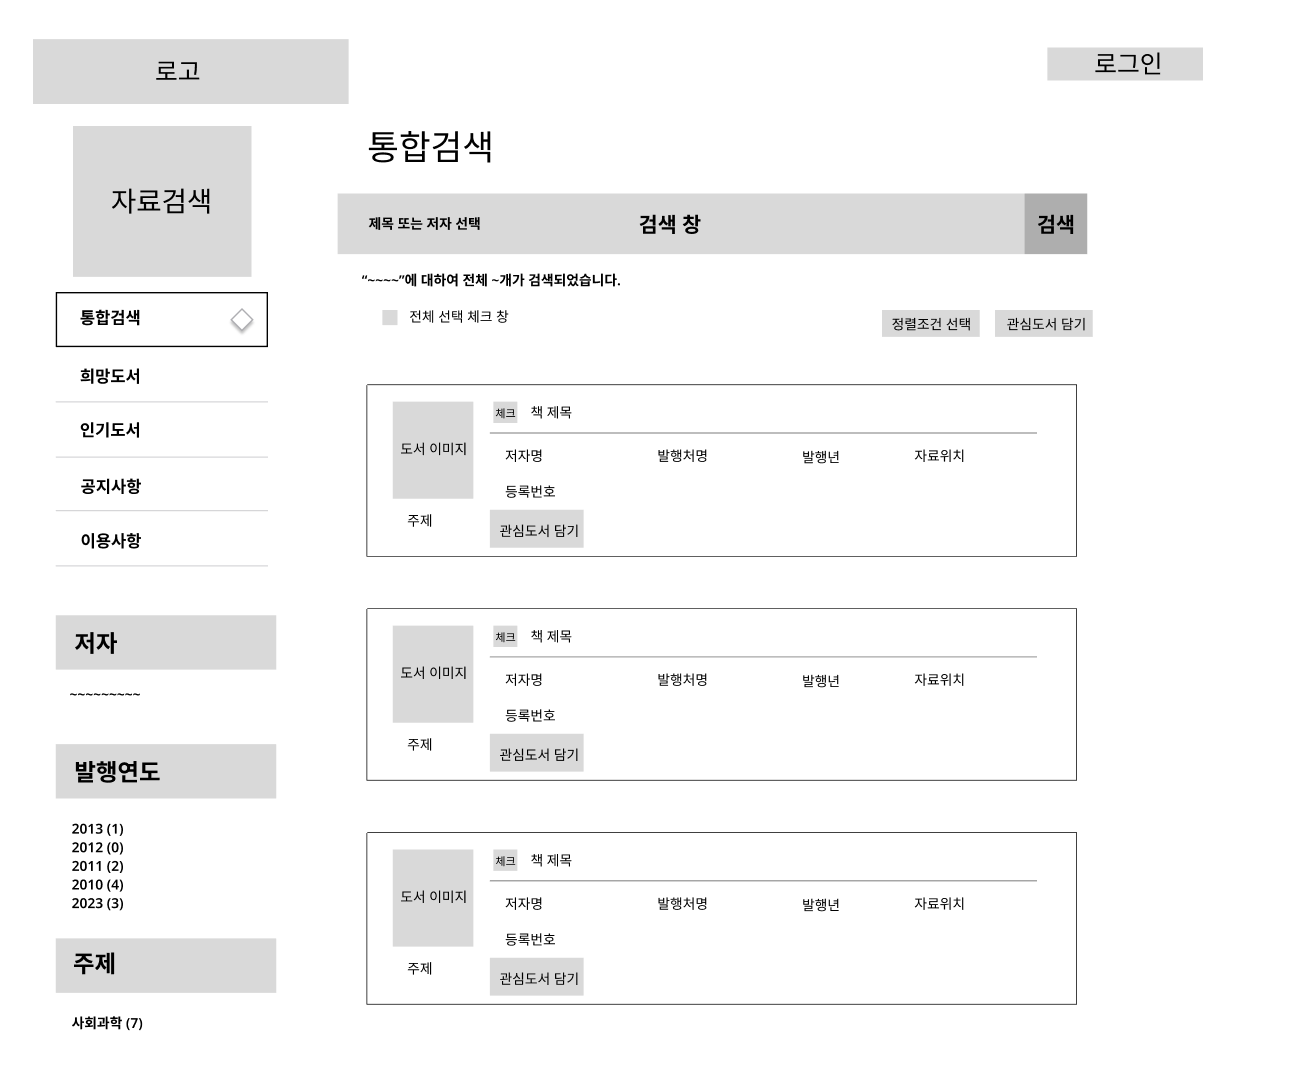 로고
로그인
자료검색
통합검색
희망도서
인기도서
공지사항
이용사항
저자
~~~~~~~~~
발행연도
2013 (1)
2012 (0)
2011 (2)
2010 (4)
2023 (3)
주제
사회과학 (7)
통합검색
제목 또는 저자 선택
검색 창
검색
“~~~~”에 대하여 전체 ~개가 검색되었습니다.
전체 선택 체크 창
정렬조건 선택
관심도서 담기
도서 이미지
주제
체크
책 제목
저자명
발행처명
발행년
자료위치
등록번호
관심도서 담기
도서 이미지
주제
체크
책 제목
저자명
발행처명
발행년
자료위치
등록번호
관심도서 담기
도서 이미지
주제
체크
책 제목
저자명
발행처명
발행년
자료위치
등록번호
관심도서 담기